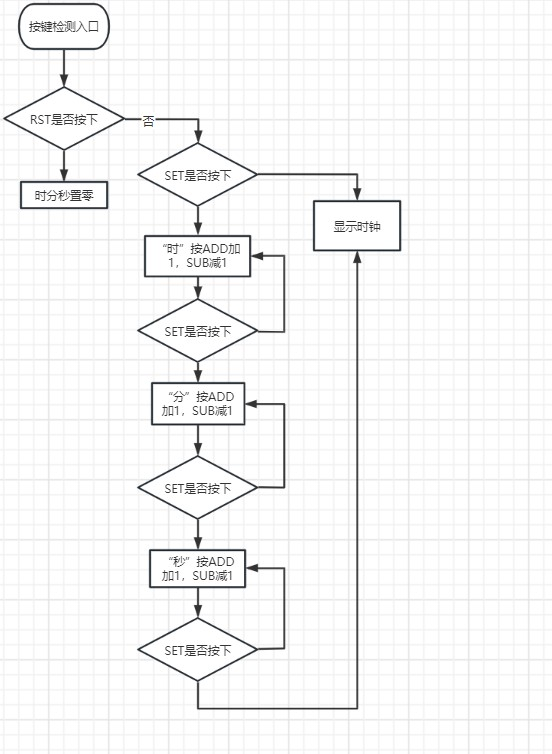 按键检测入口
RST是否按下
否
SET是否按下
时分秒置零
显示时钟
“时”按ADD加
1，SUB减1
SET是否按下
“分”按ADD
加1，SUB减1
SET是否按下
“秒”按ADD
加1，SUB减1
SET是否按下